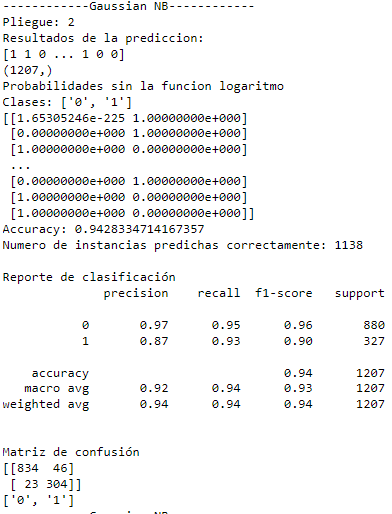 ------------Gaussian NB------------
Pliegue: 2
Resultados de la prediccion:
[1 1 0 ... 1 0 0]
(1207,)
Probabilidades sin la funcion logaritmo
Clases: ['0', '1']
[[1.65305246e-225 1.00000000e+000]
[0.00000000e+000 1.00000000e+000]
[1.00000000e+000 0.00000000e+000]
...
[0.00000000e+000 1.00000000e+000]
[1.00000000e+000 0.00000000e+000]
[1.00000000e+000 0.00000000e+000]]
Accuracy: 0.9428334714167357
Numero de instancias predichas correctamente: 1138
Reporte de clasificación
precision recall f1-score support
0 0.97 0.95 0.96 880
1 0.87 0.93 0.90 327
accuracy 0.94 1207
macro avg 0.92 0.94 0.93 1207
weighted avg 0.94 0.94 0.94 1207
Matriz de confusión
[[834 46]
[ 23 304]]
['0', '1']